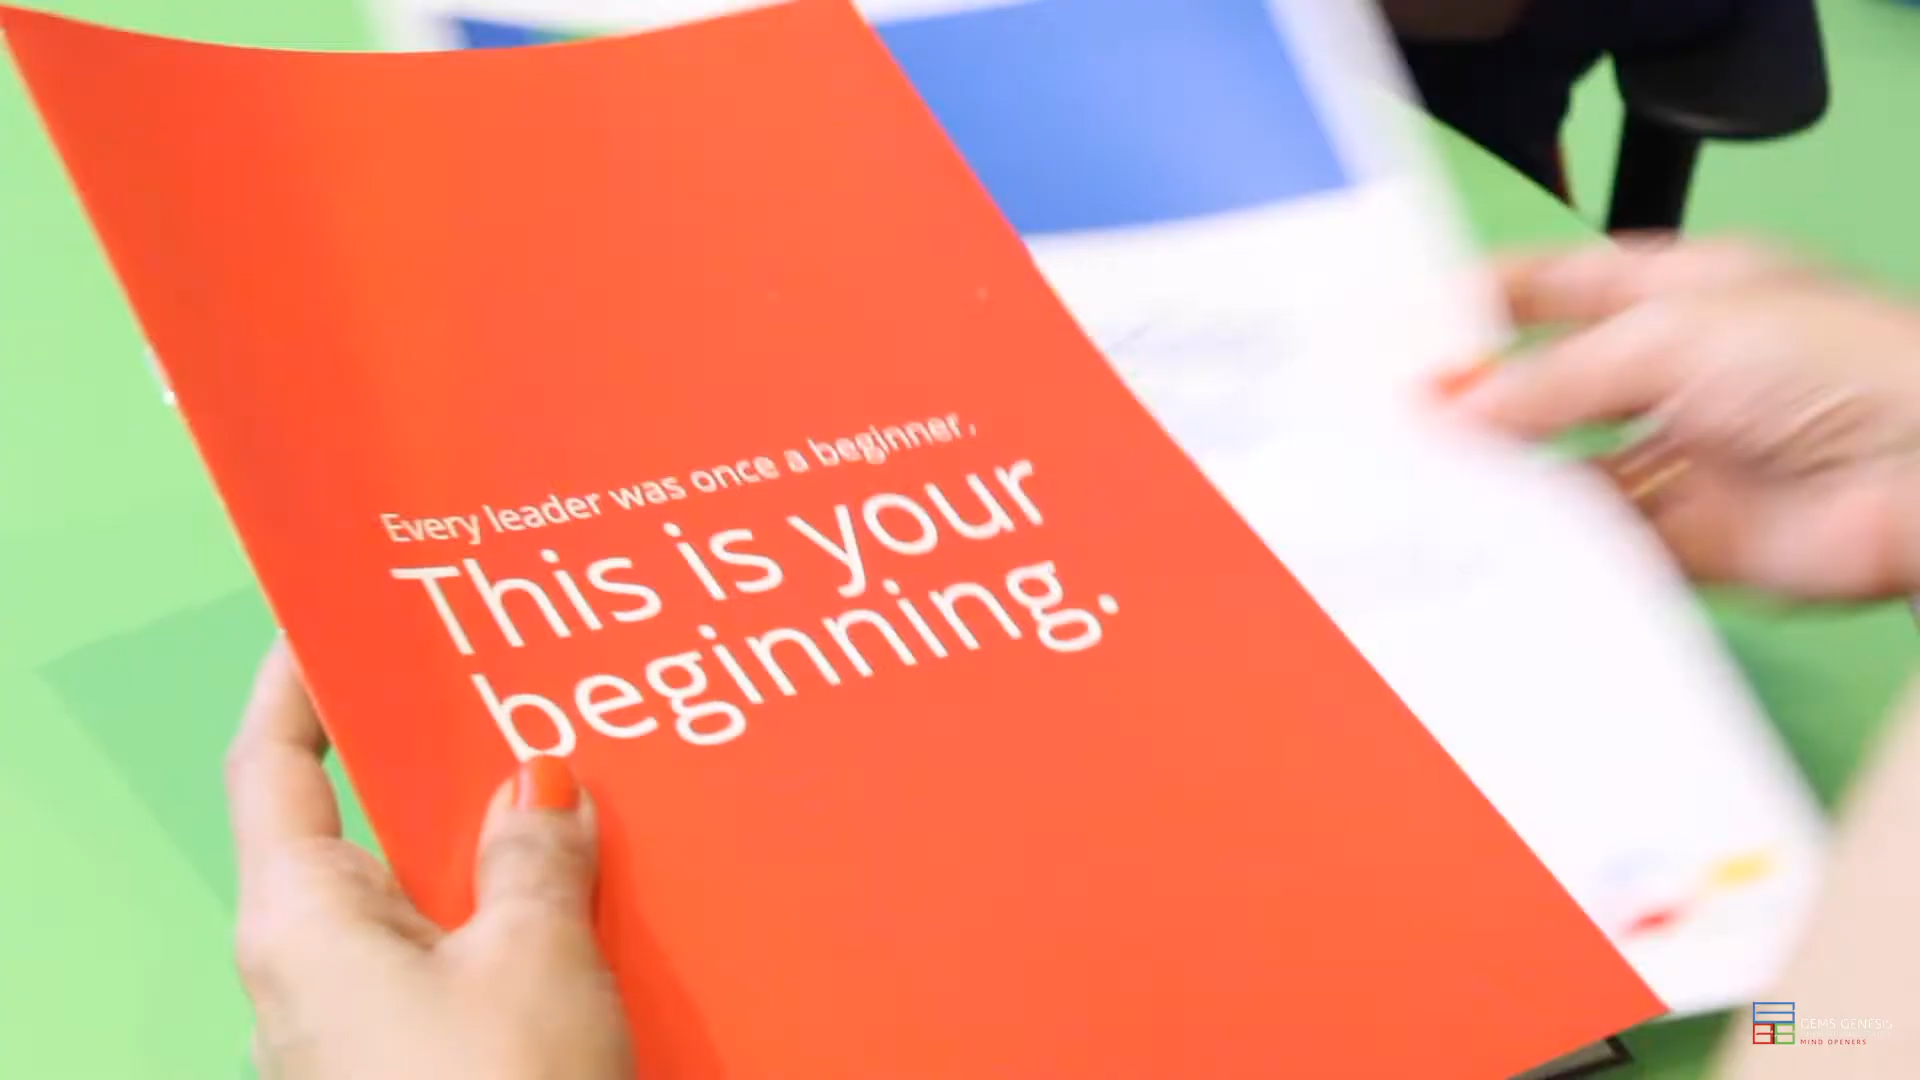 Every leader was once a beginner,
This is your
beginning.
GEMS GENESIS
MIND OPENERS